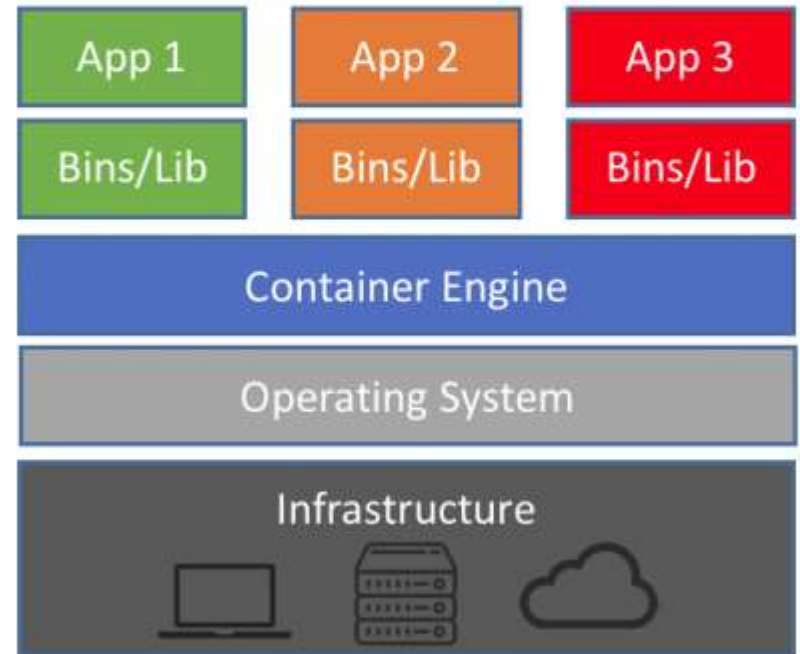 App 1
App 2
App 3
Bins/Lib
Bins/Lib
Bins/Lib
Container Engine
Operating System
Infrastructure